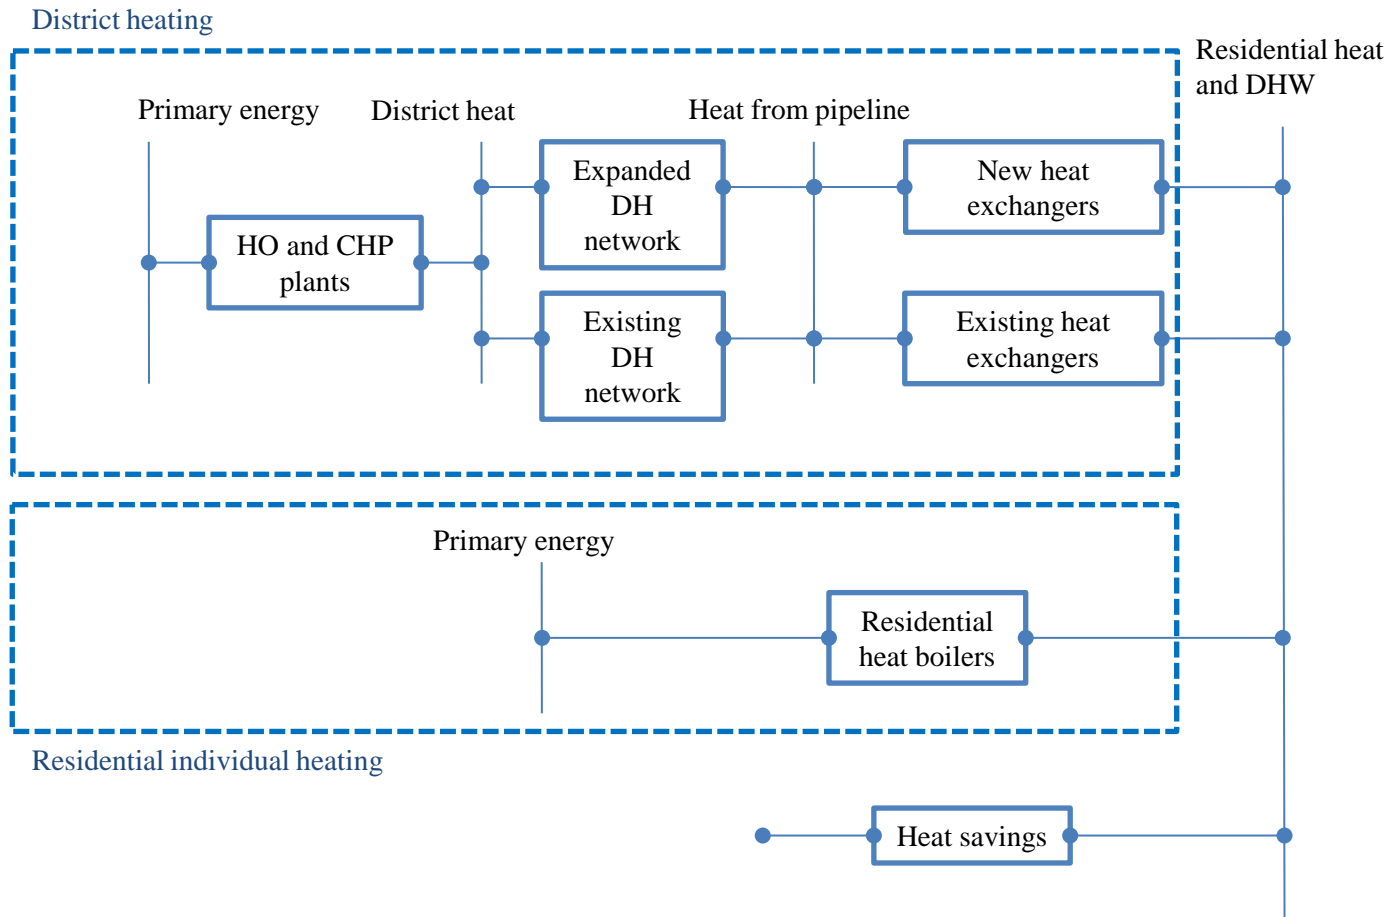 District heating
Residential heat
and DHW
Primary energy
District heat
Heat from pipeline
Expanded
DH
network
New heat
exchangers
HO and CHP
plants
Existing
DH
network
Existing heat
exchangers
Primary energy
Residential
heat boilers
Residential individual heating
Heat savings